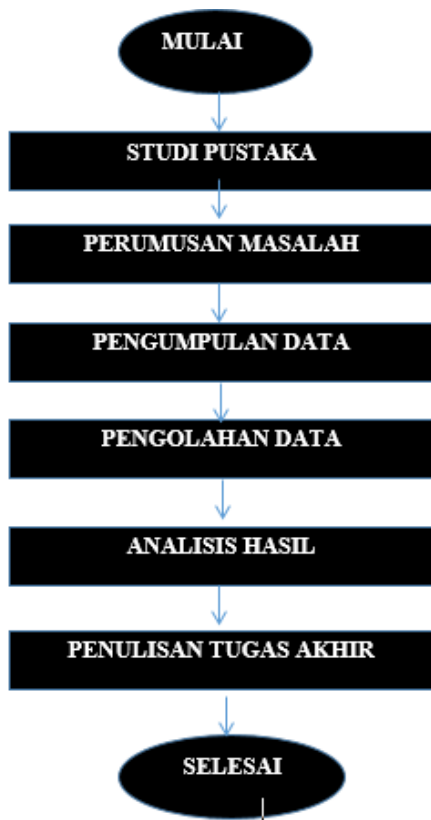 MULAI
STUDI PUSTAKA
PERUMUSAN MASALAH
PENGUMPULAN DATA
PENGOLAHAN DATA
ANALISIS HASIL
PENULISAN TUGAS AKHIR
SELESAI